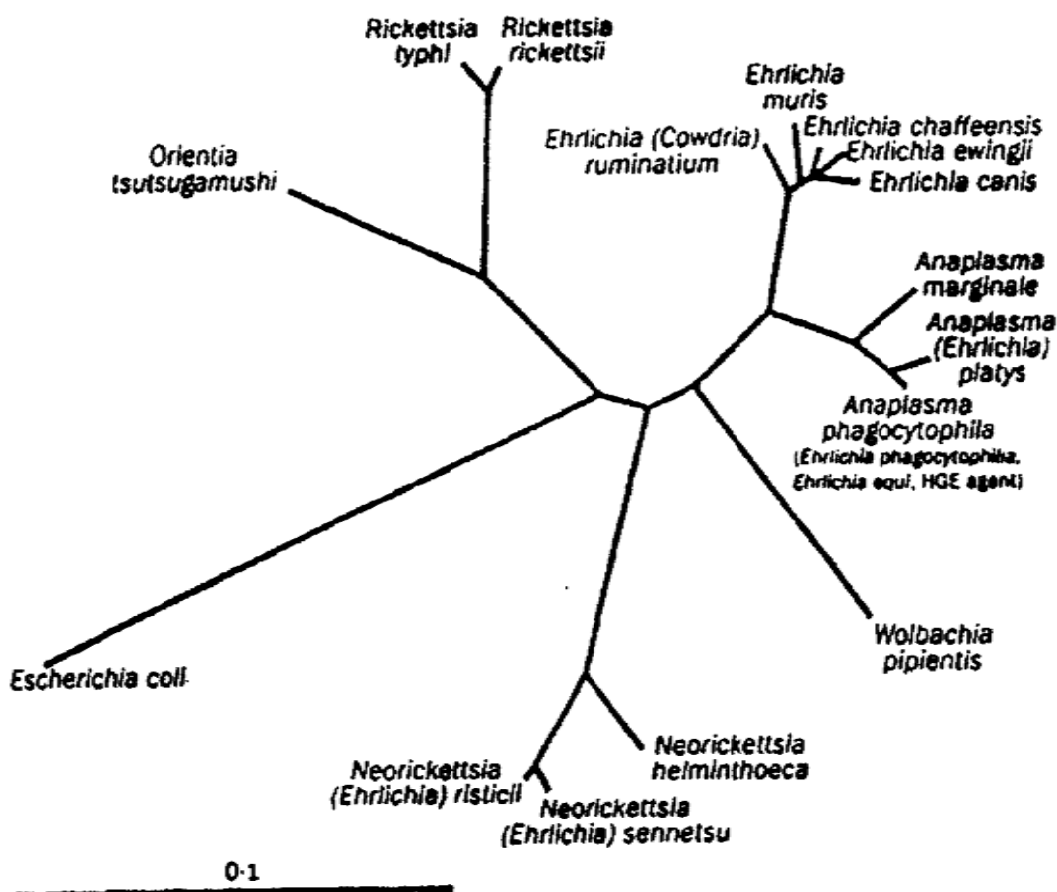 Rickettsia
typhi
Rickettsia
rickettsii
Ehrlichia
muris
Ehrlichia chaffeensis
Ehrlichia ewingii
Ehrlichia canis
Ehrlichia (Cowdria)
ruminatium
Orientia
tsutsugamushi
Anaplasma
marginale
Anaplasma
(Ehrlichia)
platys
Anaplasma
phagocytophila
(Ehrlichia phagocytophilia,
Ehrlichia equi, HGE agent)
Wolbachia
pipientis
Escherichia coli
Neorickettsia
helminthoeca
Neorickettsia
(Ehrlichia) risticii
Neorickettsia
(Ehrlichia) sennetsu
0·1